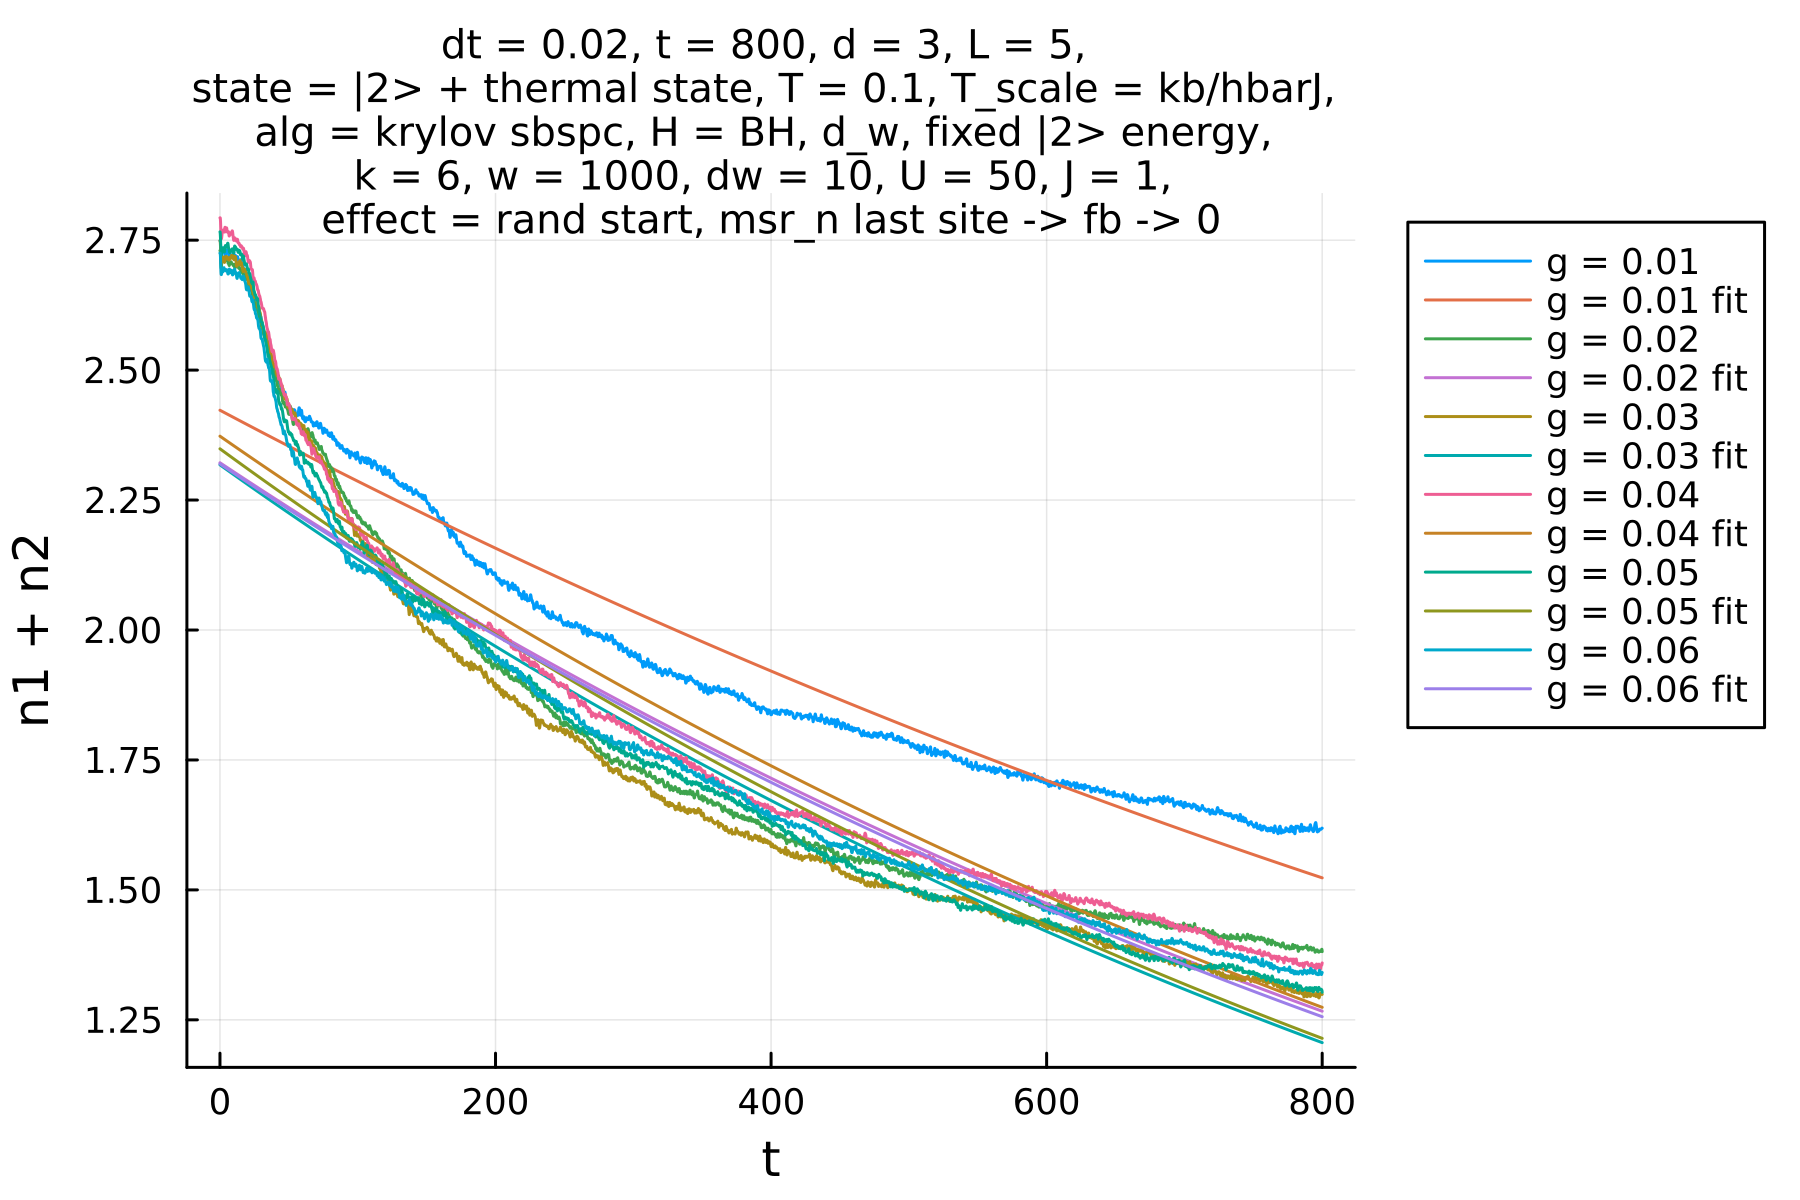 dt = 0.02, t = 800, d = 3, L = 5,
state = |2> + thermal state, T = 0.1, T_scale = kb/hbarJ,
alg = krylov sbspc, H = BH, d_w, fixed |2> energy,
k = 6, w = 1000, dw = 10, U = 50, J = 1,
effect = rand start, msr_n last site -> fb -> 0
n1 + n2
2.75
2.50
2.25
2.00
1.75
1.50
1.25
0
200
400
600
800
t
g = 0.01
g = 0.01 fit
g = 0.02
g = 0.02 fit
g = 0.03
g = 0.03 fit
g = 0.04
g = 0.04 fit
g = 0.05
g = 0.05 fit
g = 0.06
g = 0.06 fit